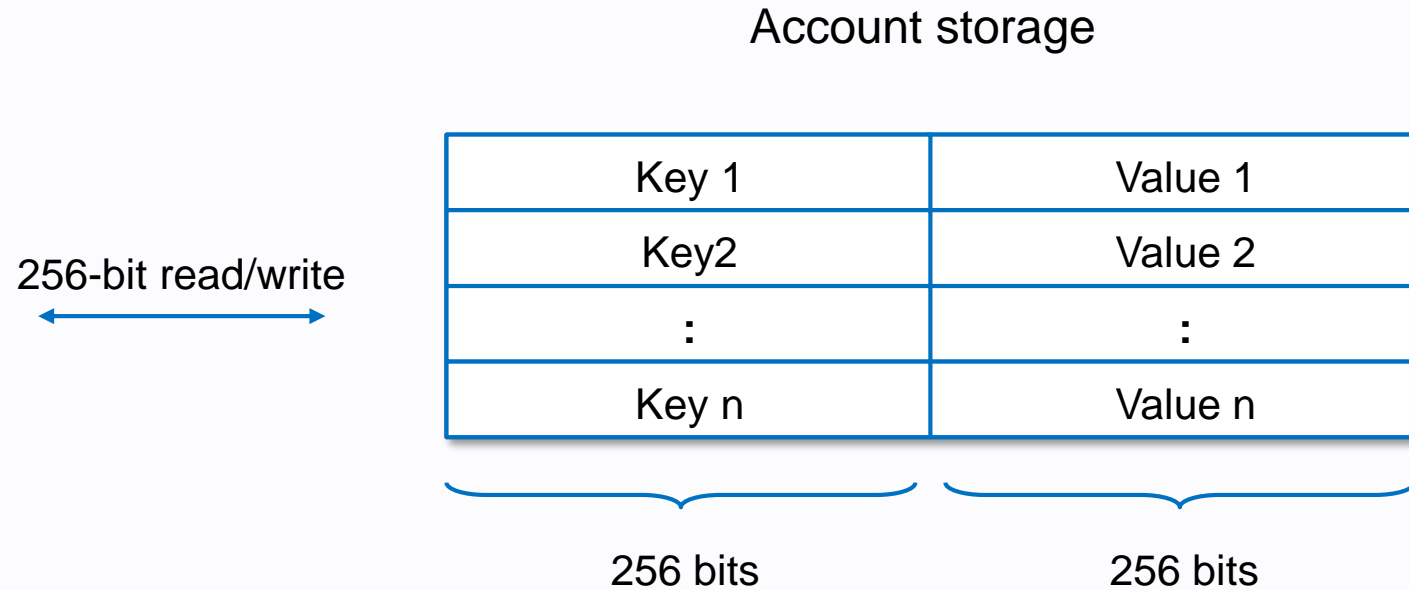 Account storage
Key 1 Value 1
Key2 Value 2
256-bit read/write
: :
Key n Value n
256 bits 256 bits